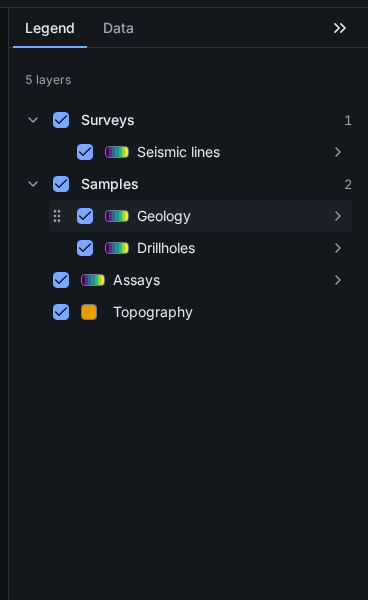 Legend Data
5 layers
Surveys 1
Seismic lines
Samples 2
Geology
Drillholes
Assays
Topography